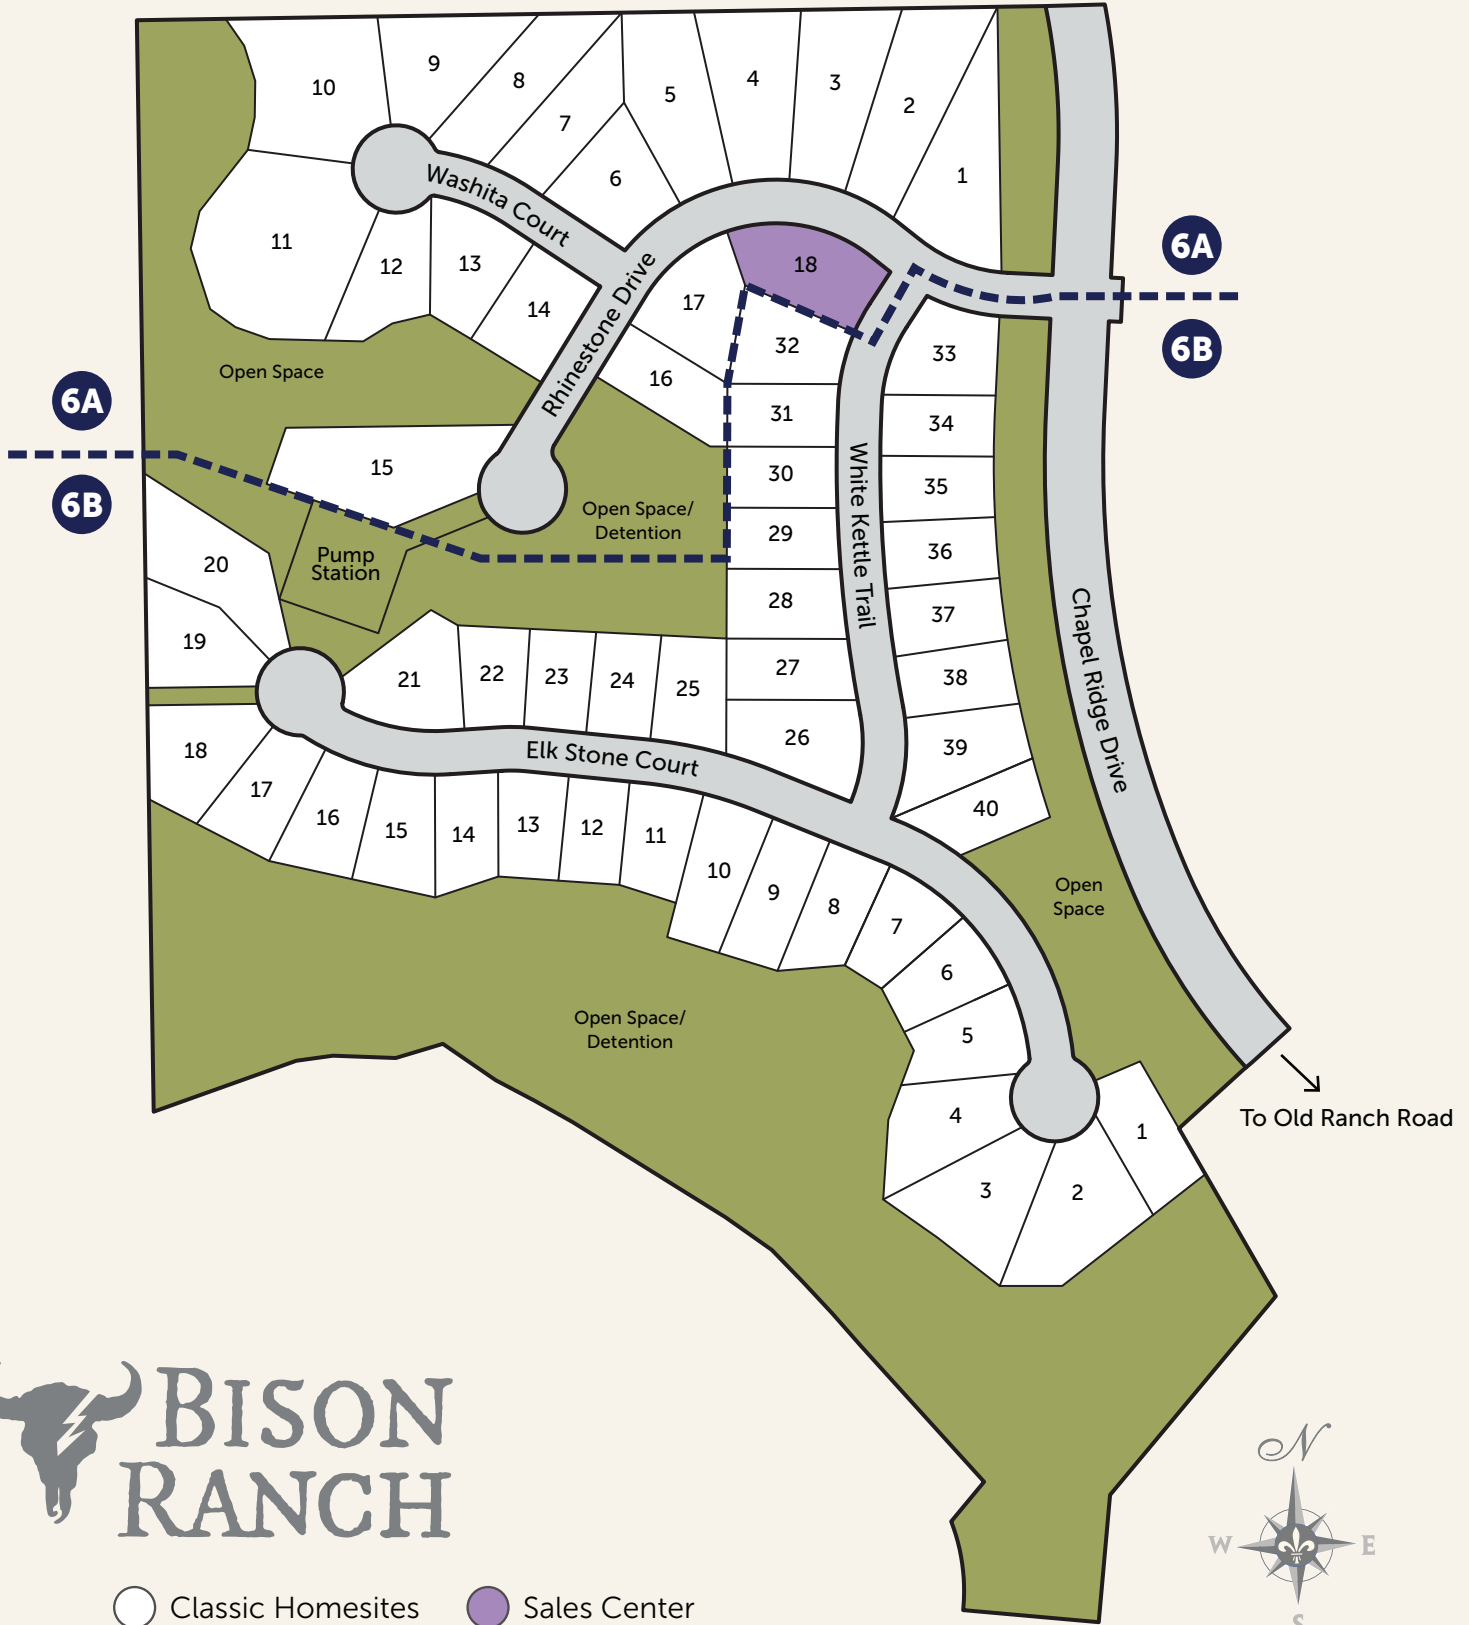 10
9
8
7
5
4
3
2
1
6
11
12
13
14
17
18
16
15
Washita Court
Rhinestone Drive
Open Space
6A
6B
6A
6B
32
31
30
29
28
27
26
33
34
35
36
37
38
39
40
White Kettle Trail
Chapel Ridge Drive
Open Space/
Detention
Pump
Station
20
19
21
22
23
24
25
18
17
16
15
14
13
12
11
10
9
8
7
6
5
4
3
2
1
Elk Stone Court
Open
Space
Open Space/
Detention
To Old Ranch Road
BISON
RANCH
N
W
E
S
Classic Homesites
Sales Center